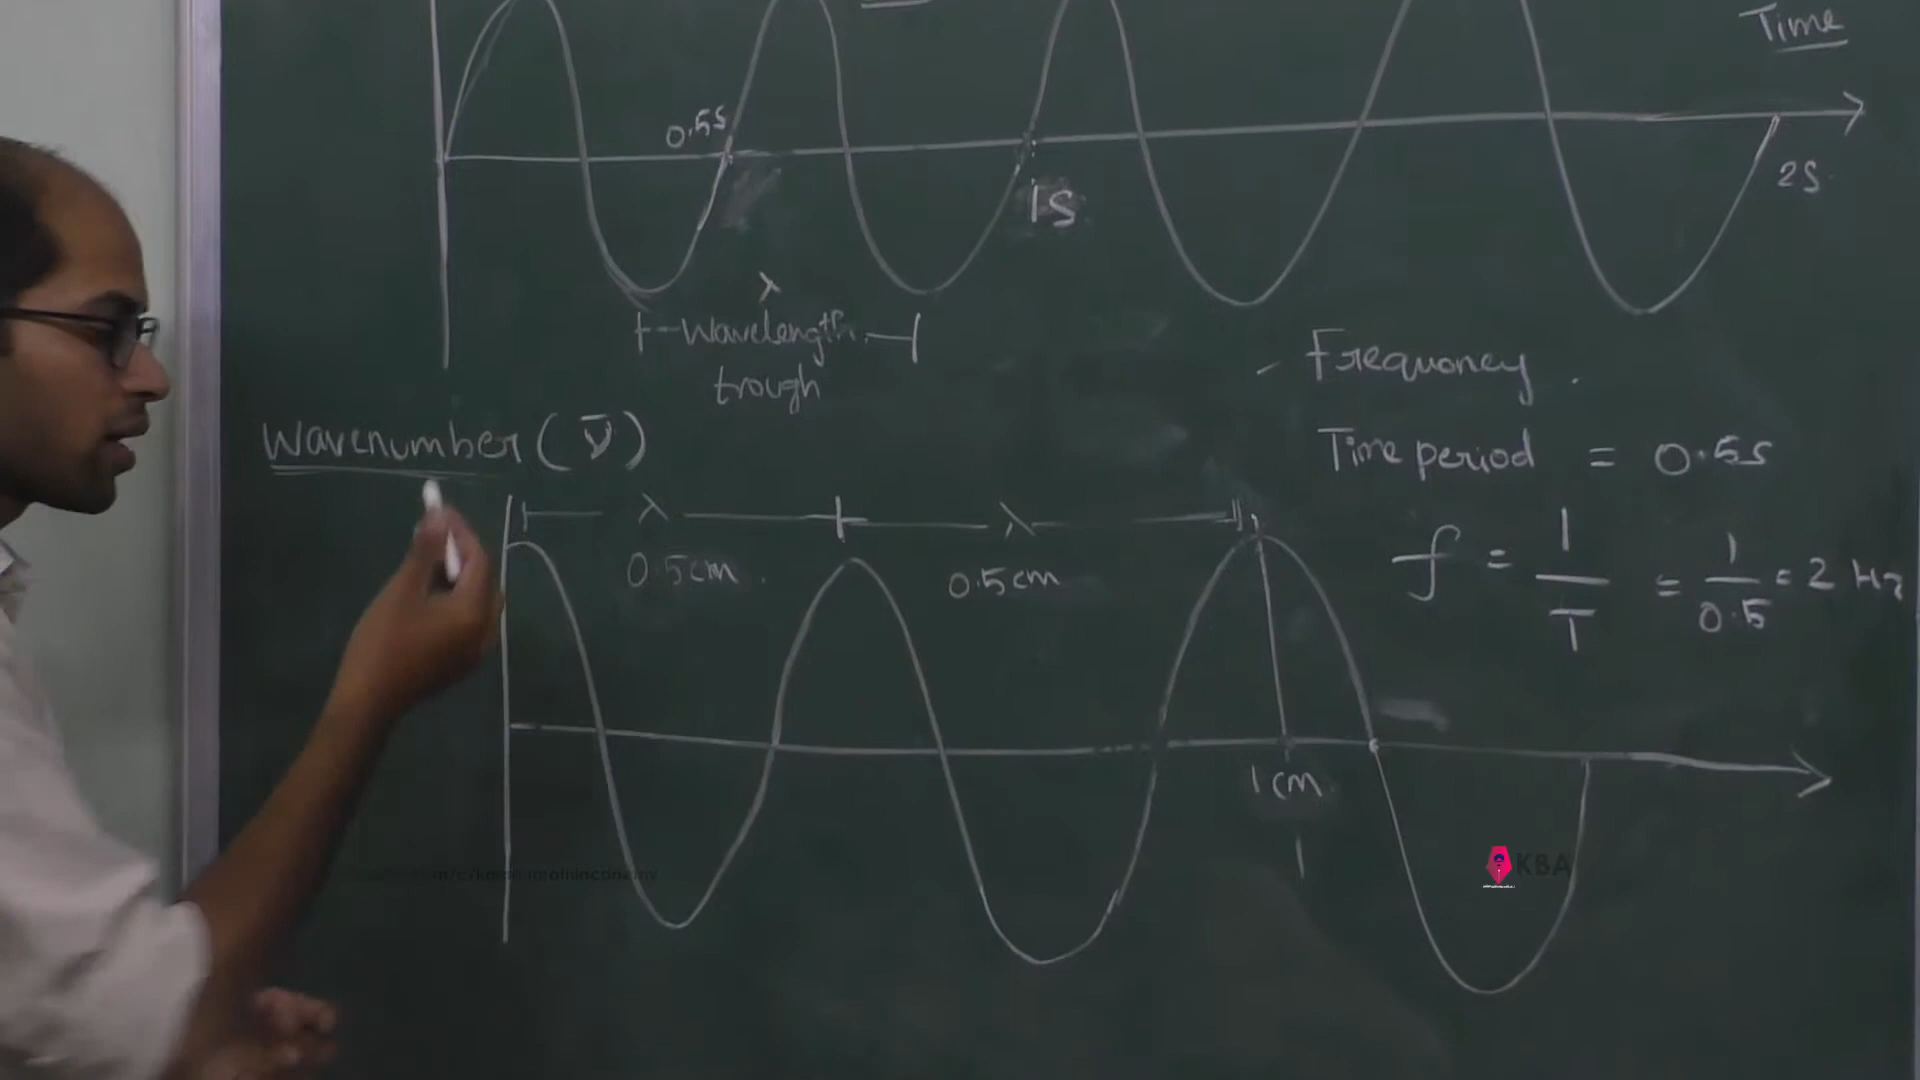 Time
0.5s
1s
2s
λ
Wavelength
trough
- Frequency.
Time period = 0.5s
Wavenumber (ν̅)
λ λ
0.5cm. 0.5cm
f = 1/T = 1/0.5 = 2 Hz
1cm.
KBA